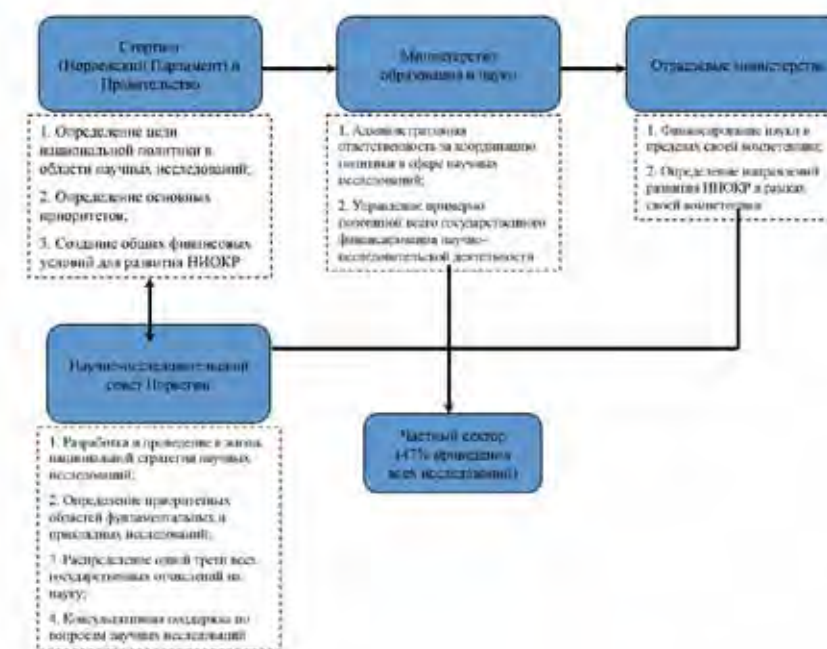 Стортинг
(Норвежский Парламент) и
Правительство
Министерство
образования и науки
Отраслевые министерства
1. Определение цели
национальной политики в
области научных исследований;
2. Определение основных
приоритетов;
3. Создание общих финансовых
условий для развития НИОКР
1. Административная
ответственность за координацию
политики в сфере научных
исследований;
2. Управление примерно
половиной всего государственного
финансирования научно-
исследовательской деятельности
1. Финансирование науки в
пределах своей компетенции;
2. Определение направлений
развития НИОКР в рамках
своей компетенции
Научно-исследовательский
совет Норвегии
1. Разработка и проведение в жизнь
национальной стратегии научных
исследований;
2. Определение приоритетных
областей фундаментальных и
прикладных исследований;
3. Распределение одной трети всех
государственных отчислений на
науку;
4. Консультативная поддержка по
вопросам научных исследований
Частный сектор
(47% проведения
всех исследований)